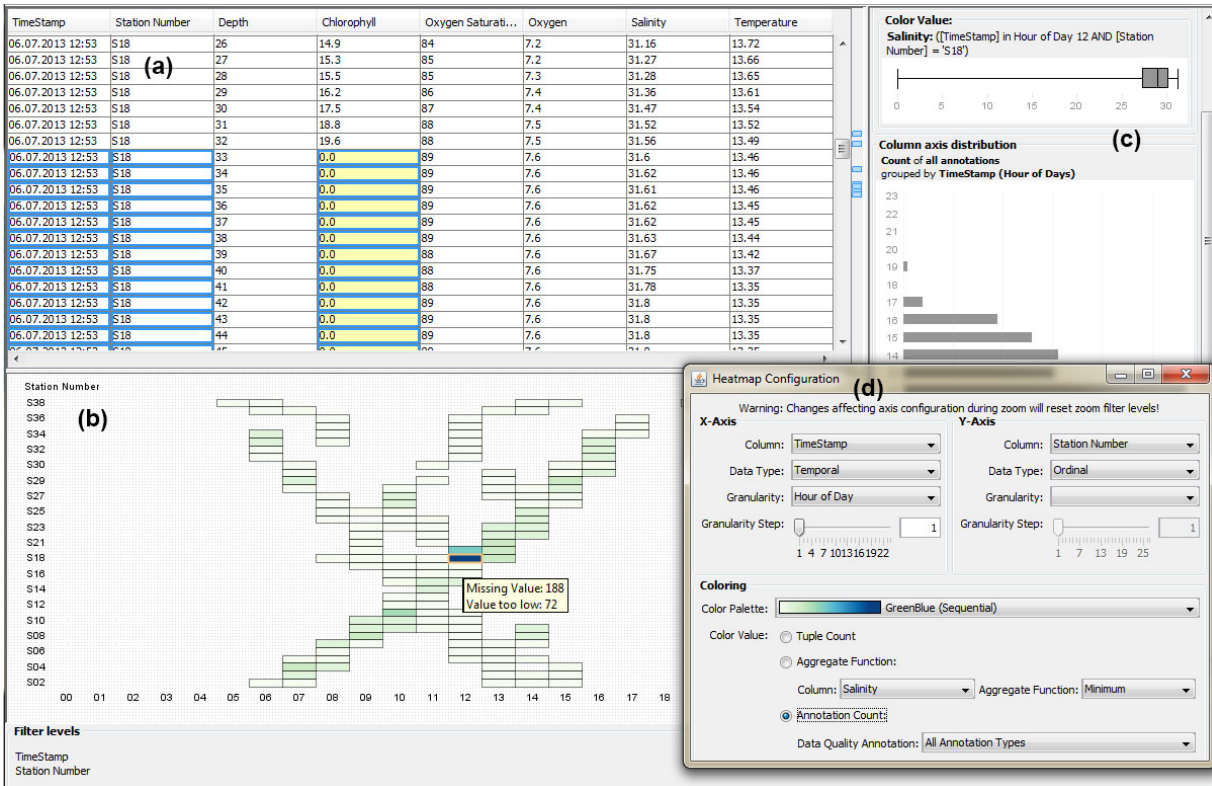 TimeStamp Station Number Depth Chlorophyll Oxygen Saturati... Oxygen Salinity Temperature
06.07.2013 12:53 S18 26 14.9 84 7.2 31.16 13.72
06.07.2013 12:53 S18 27 15.3 85 7.2 31.27 13.66
06.07.2013 12:53 S18 28 15.5 85 7.3 31.28 13.65
06.07.2013 12:53 S18 29 16.2 86 7.4 31.36 13.61
06.07.2013 12:53 S18 30 17.5 87 7.4 31.47 13.54
06.07.2013 12:53 S18 31 18.8 88 7.5 31.52 13.52
06.07.2013 12:53 S18 32 19.6 88 7.5 31.56 13.49
06.07.2013 12:53 S18 33 0.0 89 7.6 31.6 13.46
06.07.2013 12:53 S18 34 0.0 89 7.6 31.62 13.46
06.07.2013 12:53 S18 35 0.0 89 7.6 31.61 13.46
06.07.2013 12:53 S18 36 0.0 89 7.6 31.62 13.45
06.07.2013 12:53 S18 37 0.0 89 7.6 31.62 13.45
06.07.2013 12:53 S18 38 0.0 89 7.6 31.63 13.44
06.07.2013 12:53 S18 39 0.0 88 7.6 31.67 13.42
06.07.2013 12:53 S18 40 0.0 88 7.6 31.75 13.37
06.07.2013 12:53 S18 41 0.0 88 7.6 31.78 13.35
06.07.2013 12:53 S18 42 0.0 89 7.6 31.8 13.35
06.07.2013 12:53 S18 43 0.0 89 7.6 31.8 13.35
06.07.2013 12:53 S18 44 0.0 89 7.6 31.8 13.35
(a)
Color Value:
Salinity: ([TimeStamp] in Hour of Day 12 AND [Station
Number] = 'S18')
0 5 10 15 20 25 30
(c)
Column axis distribution
Count of all annotations
grouped by TimeStamp (Hour of Days)
23
22
21
20
19
18
17
16
15
14
Station Number
(b)
S38
S36
S34
S32
S30
S29
S27
S25
S23
S21
S18
S16
S14
S12
S10
S08
S06
S04
S02
00 01 02 03 04 05 06 07 08 09 10 11 12 13 14 15 16 17 18
Missing Value: 188
Value too low: 72
Filter levels
TimeStamp
Station Number
Heatmap Configuration
(d)
Warning: Changes affecting axis configuration during zoom will reset zoom filter levels!
X-Axis
Column: TimeStamp
Data Type: Temporal
Granularity: Hour of Day
Granularity Step: 1
1 4 7 10 13 16 19 22
Y-Axis
Column: Station Number
Data Type: Ordinal
Granularity:
Granularity Step: 1
1 7 13 19 25
Coloring
Color Palette: GreenBlue (Sequential)
Color Value: Tuple Count
Aggregate Function:
Column: Salinity Aggregate Function: Minimum
Annotation Count:
Data Quality Annotation: All Annotation Types